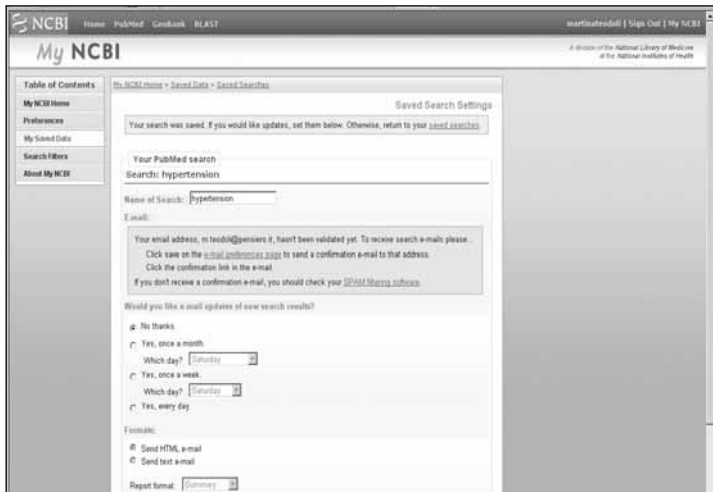 NCBI Home PubMed GenBank BLAST martinateodoli | Sign Out | My NCBI
My NCBI
A division of the National Library of Medicine
at the National Institutes of Health
Table of Contents
My NCBI Home
Preferences
My Saved Data
Search Filters
About My NCBI
My NCBI Home » Saved Data » Saved Searches
Saved Search Settings
Your search was saved. If you would like updates, set them below. Otherwise, return to your saved searches.
Your PubMed search
Search: hypertension
Name of Search: hypertension
E-mail:
Your email address, m.teodoli@pensiero.it, hasn't been validated yet. To receive search e-mails please...
Click save on the e-mail preferences page to send a confirmation e-mail to that address.
Click the confirmation link in the e-mail.
If you don't receive a confirmation e-mail, you should check your SPAM filtering software.
Would you like e-mail updates of new search results?
No thanks.
Yes, once a month.
Which day? Saturday
Yes, once a week.
Which day? Saturday
Yes, every day
Formats:
Send HTML e-mail
Send text e-mail
Report format: Summary